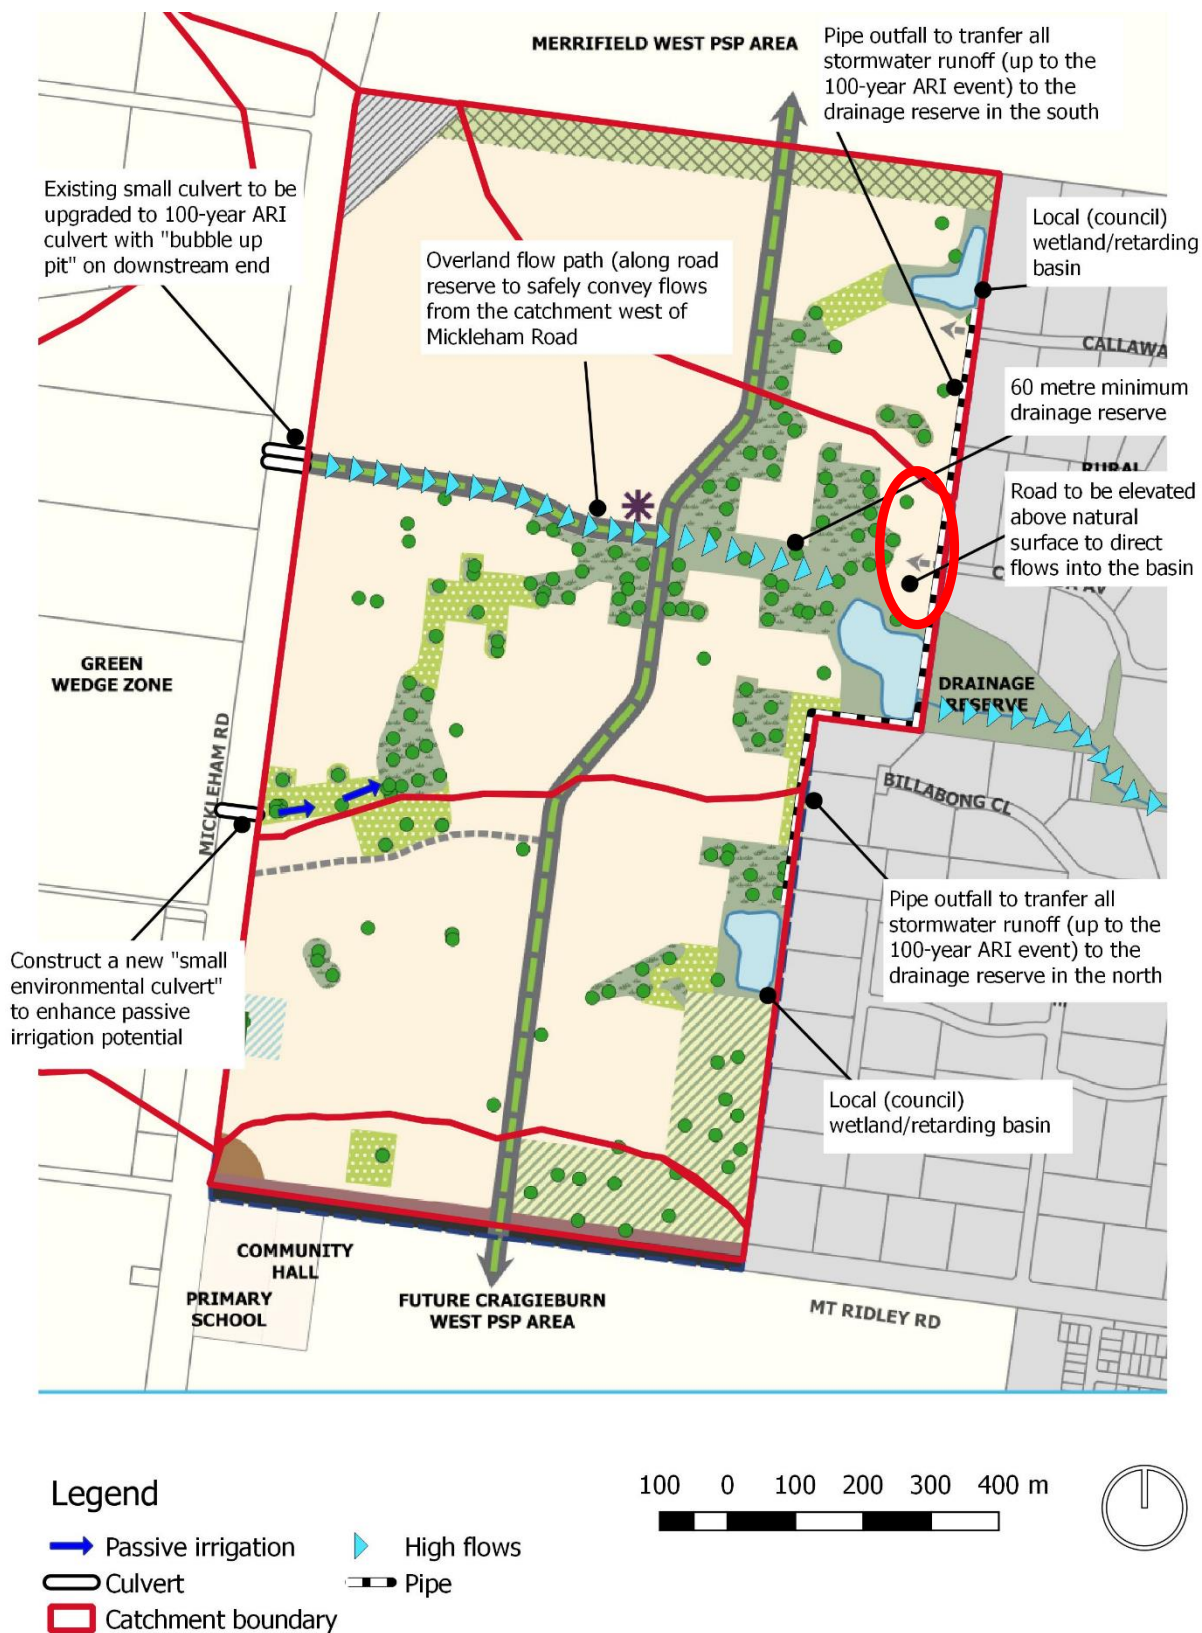 MERRIFIELD WEST PSP AREA
Pipe outfall to tranfer all
stormwater runoff (up to the
100-year ARI event) to the
drainage reserve in the south
Existing small culvert to be
upgraded to 100-year ARI
culvert with "bubble up
pit" on downstream end
Overland flow path (along road
reserve to safely convey flows
from the catchment west of
Mickleham Road
Local (council)
wetland/retarding
basin
CALLAWA
60 metre minimum
drainage reserve
RURAL
Road to be elevated
above natural
surface to direct
flows into the basin
AV
GREEN
WEDGE ZONE
DRAINAGE
RESERVE
MICKLEHAM RD
BILLABONG CL
Pipe outfall to tranfer all
stormwater runoff (up to the
100-year ARI event) to the
drainage reserve in the north
Construct a new "small
environmental culvert"
to enhance passive
irrigation potential
Local (council)
wetland/retarding basin
COMMUNITY
HALL
PRIMARY
SCHOOL
FUTURE CRAIGIEBURN
WEST PSP AREA
MT RIDLEY RD
Legend
100 0 100 200 300 400 m
Passive irrigation
High flows
Culvert
Pipe
Catchment boundary